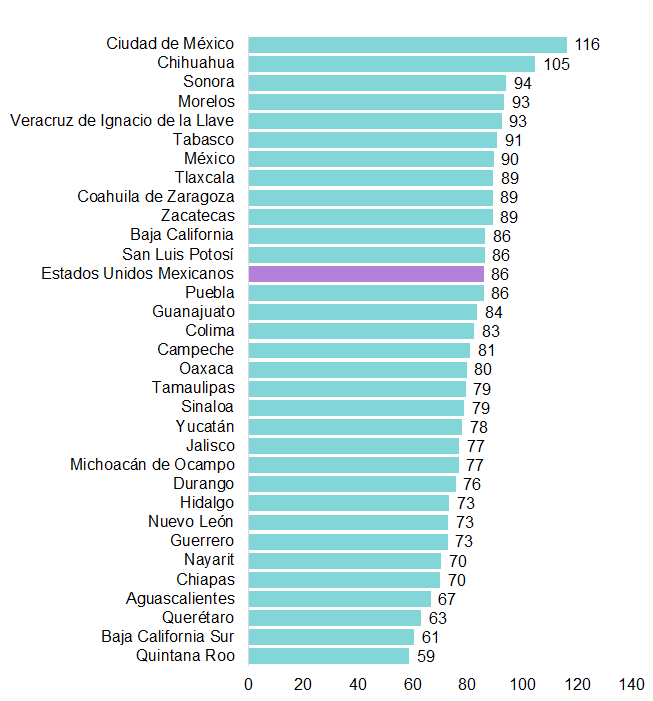 Ciudad de México 116
Chihuahua 105
Sonora 94
Morelos 93
Veracruz de Ignacio de la Llave 93
Tabasco 91
México 90
Tlaxcala 89
Coahuila de Zaragoza 89
Zacatecas 89
Baja California 86
San Luis Potosí 86
Estados Unidos Mexicanos 86
Puebla 86
Guanajuato 84
Colima 83
Campeche 81
Oaxaca 80
Tamaulipas 79
Sinaloa 79
Yucatán 78
Jalisco 77
Michoacán de Ocampo 77
Durango 76
Hidalgo 73
Nuevo León 73
Guerrero 73
Nayarit 70
Chiapas 70
Aguascalientes 67
Querétaro 63
Baja California Sur 61
Quintana Roo 59
0 20 40 60 80 100 120 140